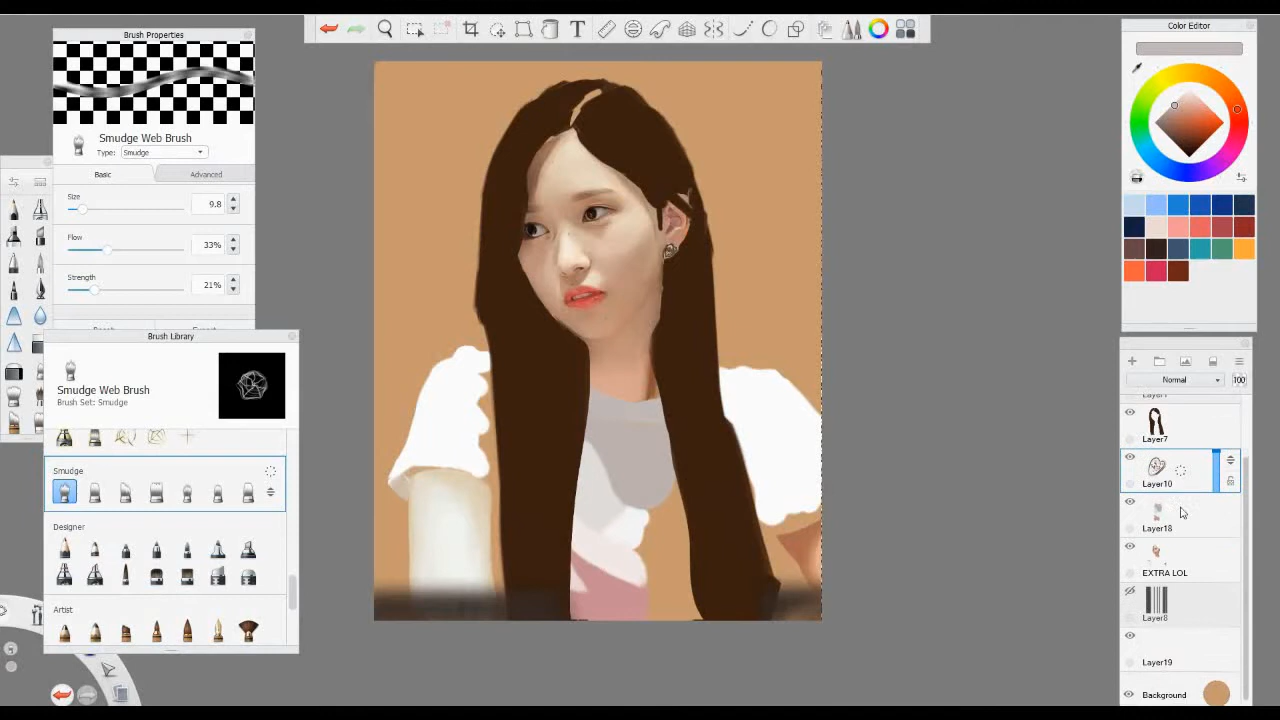 Brush Properties
Smudge Web Brush
Type: Smudge
Basic
Advanced
Size
9.8
Flow
33%
Strength
21%
Brush Library
Smudge Web Brush
Brush Set: Smudge
Smudge
Designer
Artist
T
Color Editor
Normal
100
Layer7
Layer10
Layer18
EXTRA LOL
Layer8
Layer19
Background